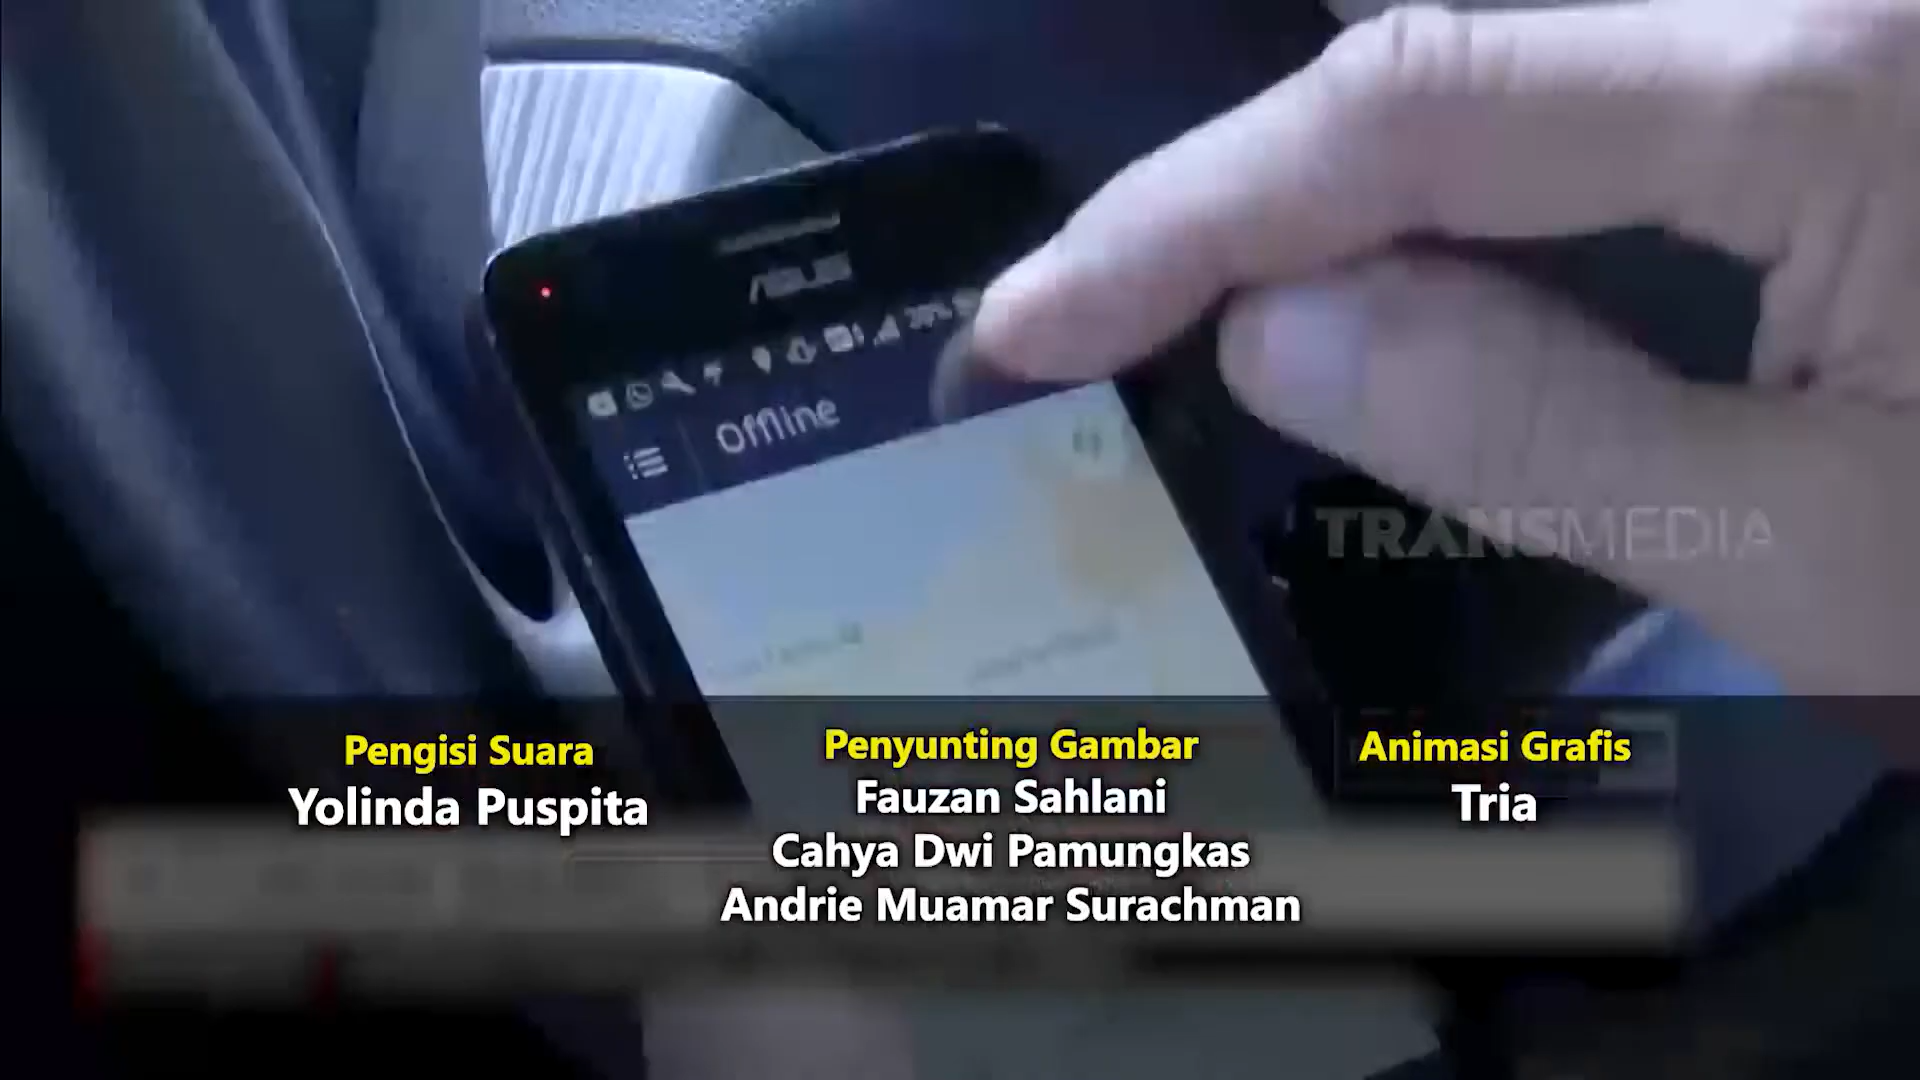 ASUS
Offline
TRANSMEDIA
Pengisi Suara
Yolinda Puspita
Penyunting Gambar
Fauzan Sahlani
Cahya Dwi Pamungkas
Andrie Muamar Surachman
Animasi Grafis
Tria